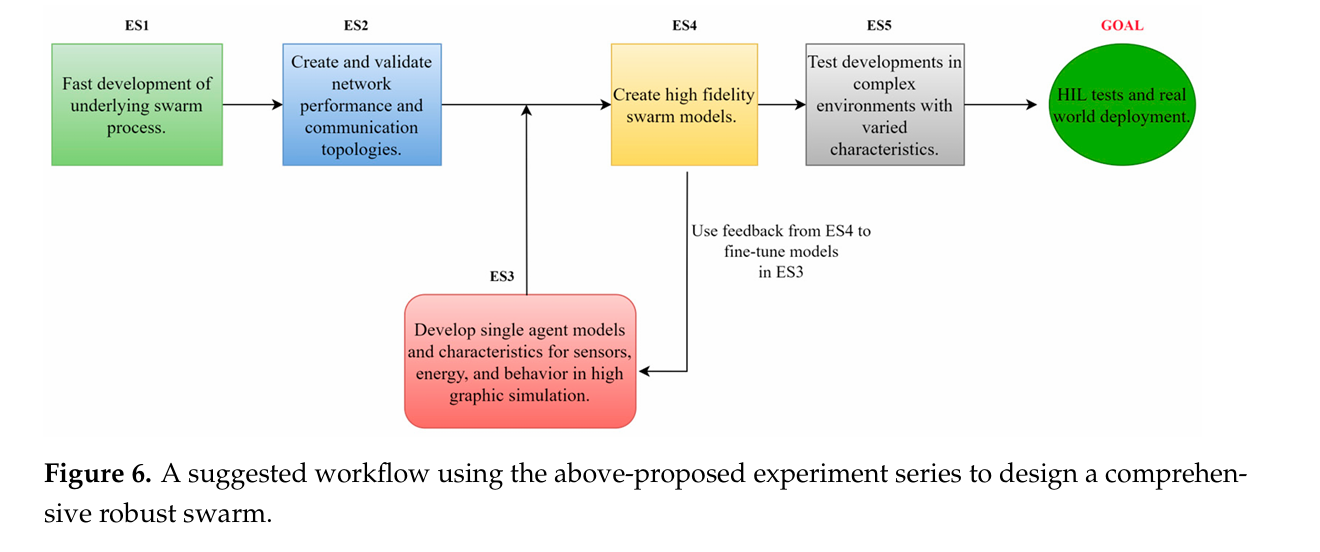 ES1
Fast development of
underlying swarm
process.
ES2
Create and validate
network
performance and
communication
topologies.
ES4
Create high fidelity
swarm models.
ES5
Test developments in
complex
environments with
varied
characteristics.
GOAL
HIL tests and real
world deployment.
Use feedback from ES4 to
fine-tune models
in ES3
ES3
Develop single agent models
and characteristics for sensors,
energy, and behavior in high
graphic simulation.
Figure 6. A suggested workflow using the above-proposed experiment series to design a comprehen-
sive robust swarm.